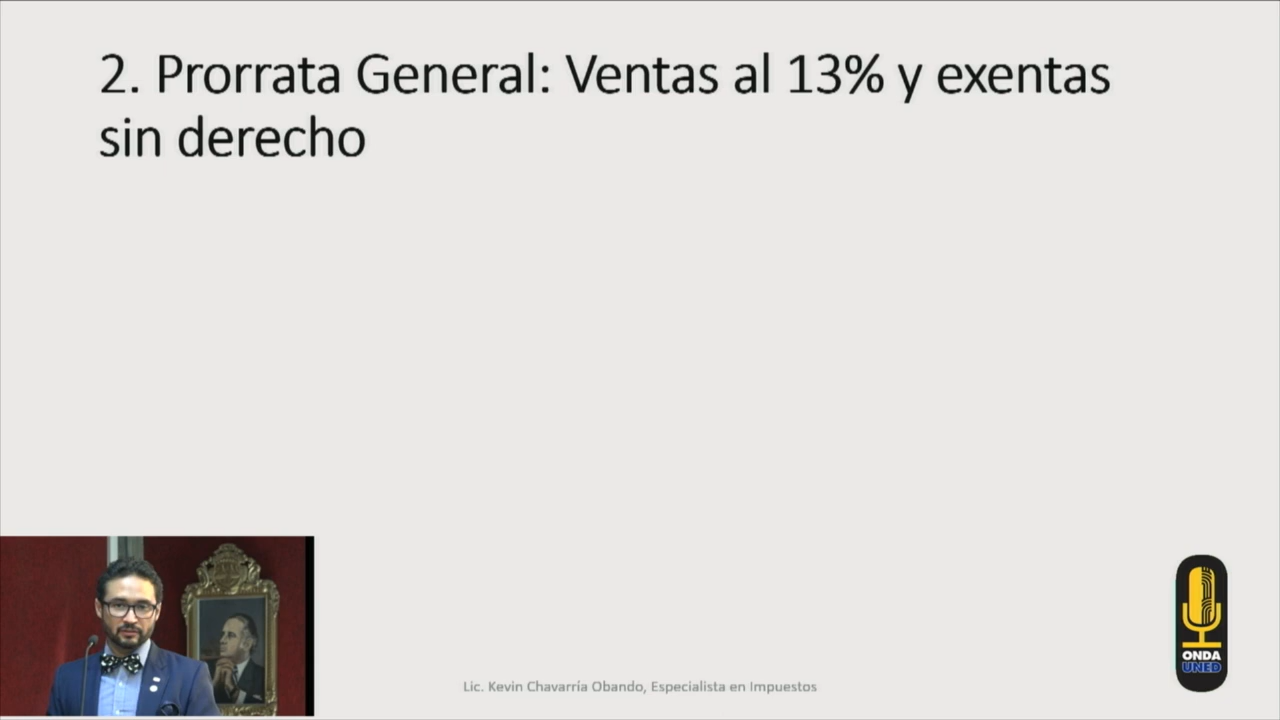 2. Prorrata General: Ventas al 13% y exentas
sin derecho
Lic. Kevin Chavarría Obando, Especialista en Impuestos
ONDA
UNED